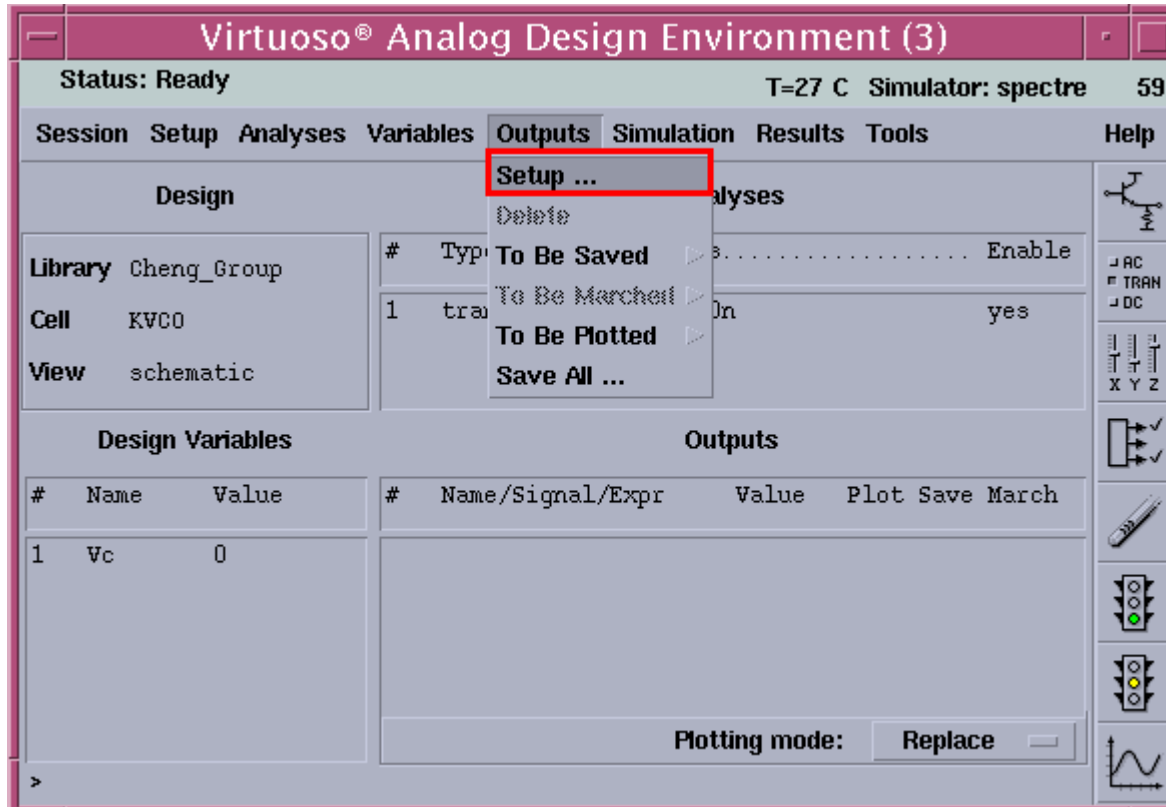 Virtuoso® Analog Design Environment (3)
Status: Ready
T=27 C Simulator: spectre 59
Session Setup Analyses Variables Outputs Simulation Results Tools Help
Setup ...
Delete
To Be Saved
To Be Marched
To Be Plotted
Save All ...
Design
Library Cheng_Group
Cell KVCO
View schematic
# Enable
1 yes
Design Variables
# Name Value
1 Vc 0
Outputs
# Name/Signal/Expr Value Plot Save March
Plotting mode: Replace
>
AC
TRAN
DC
X Y Z